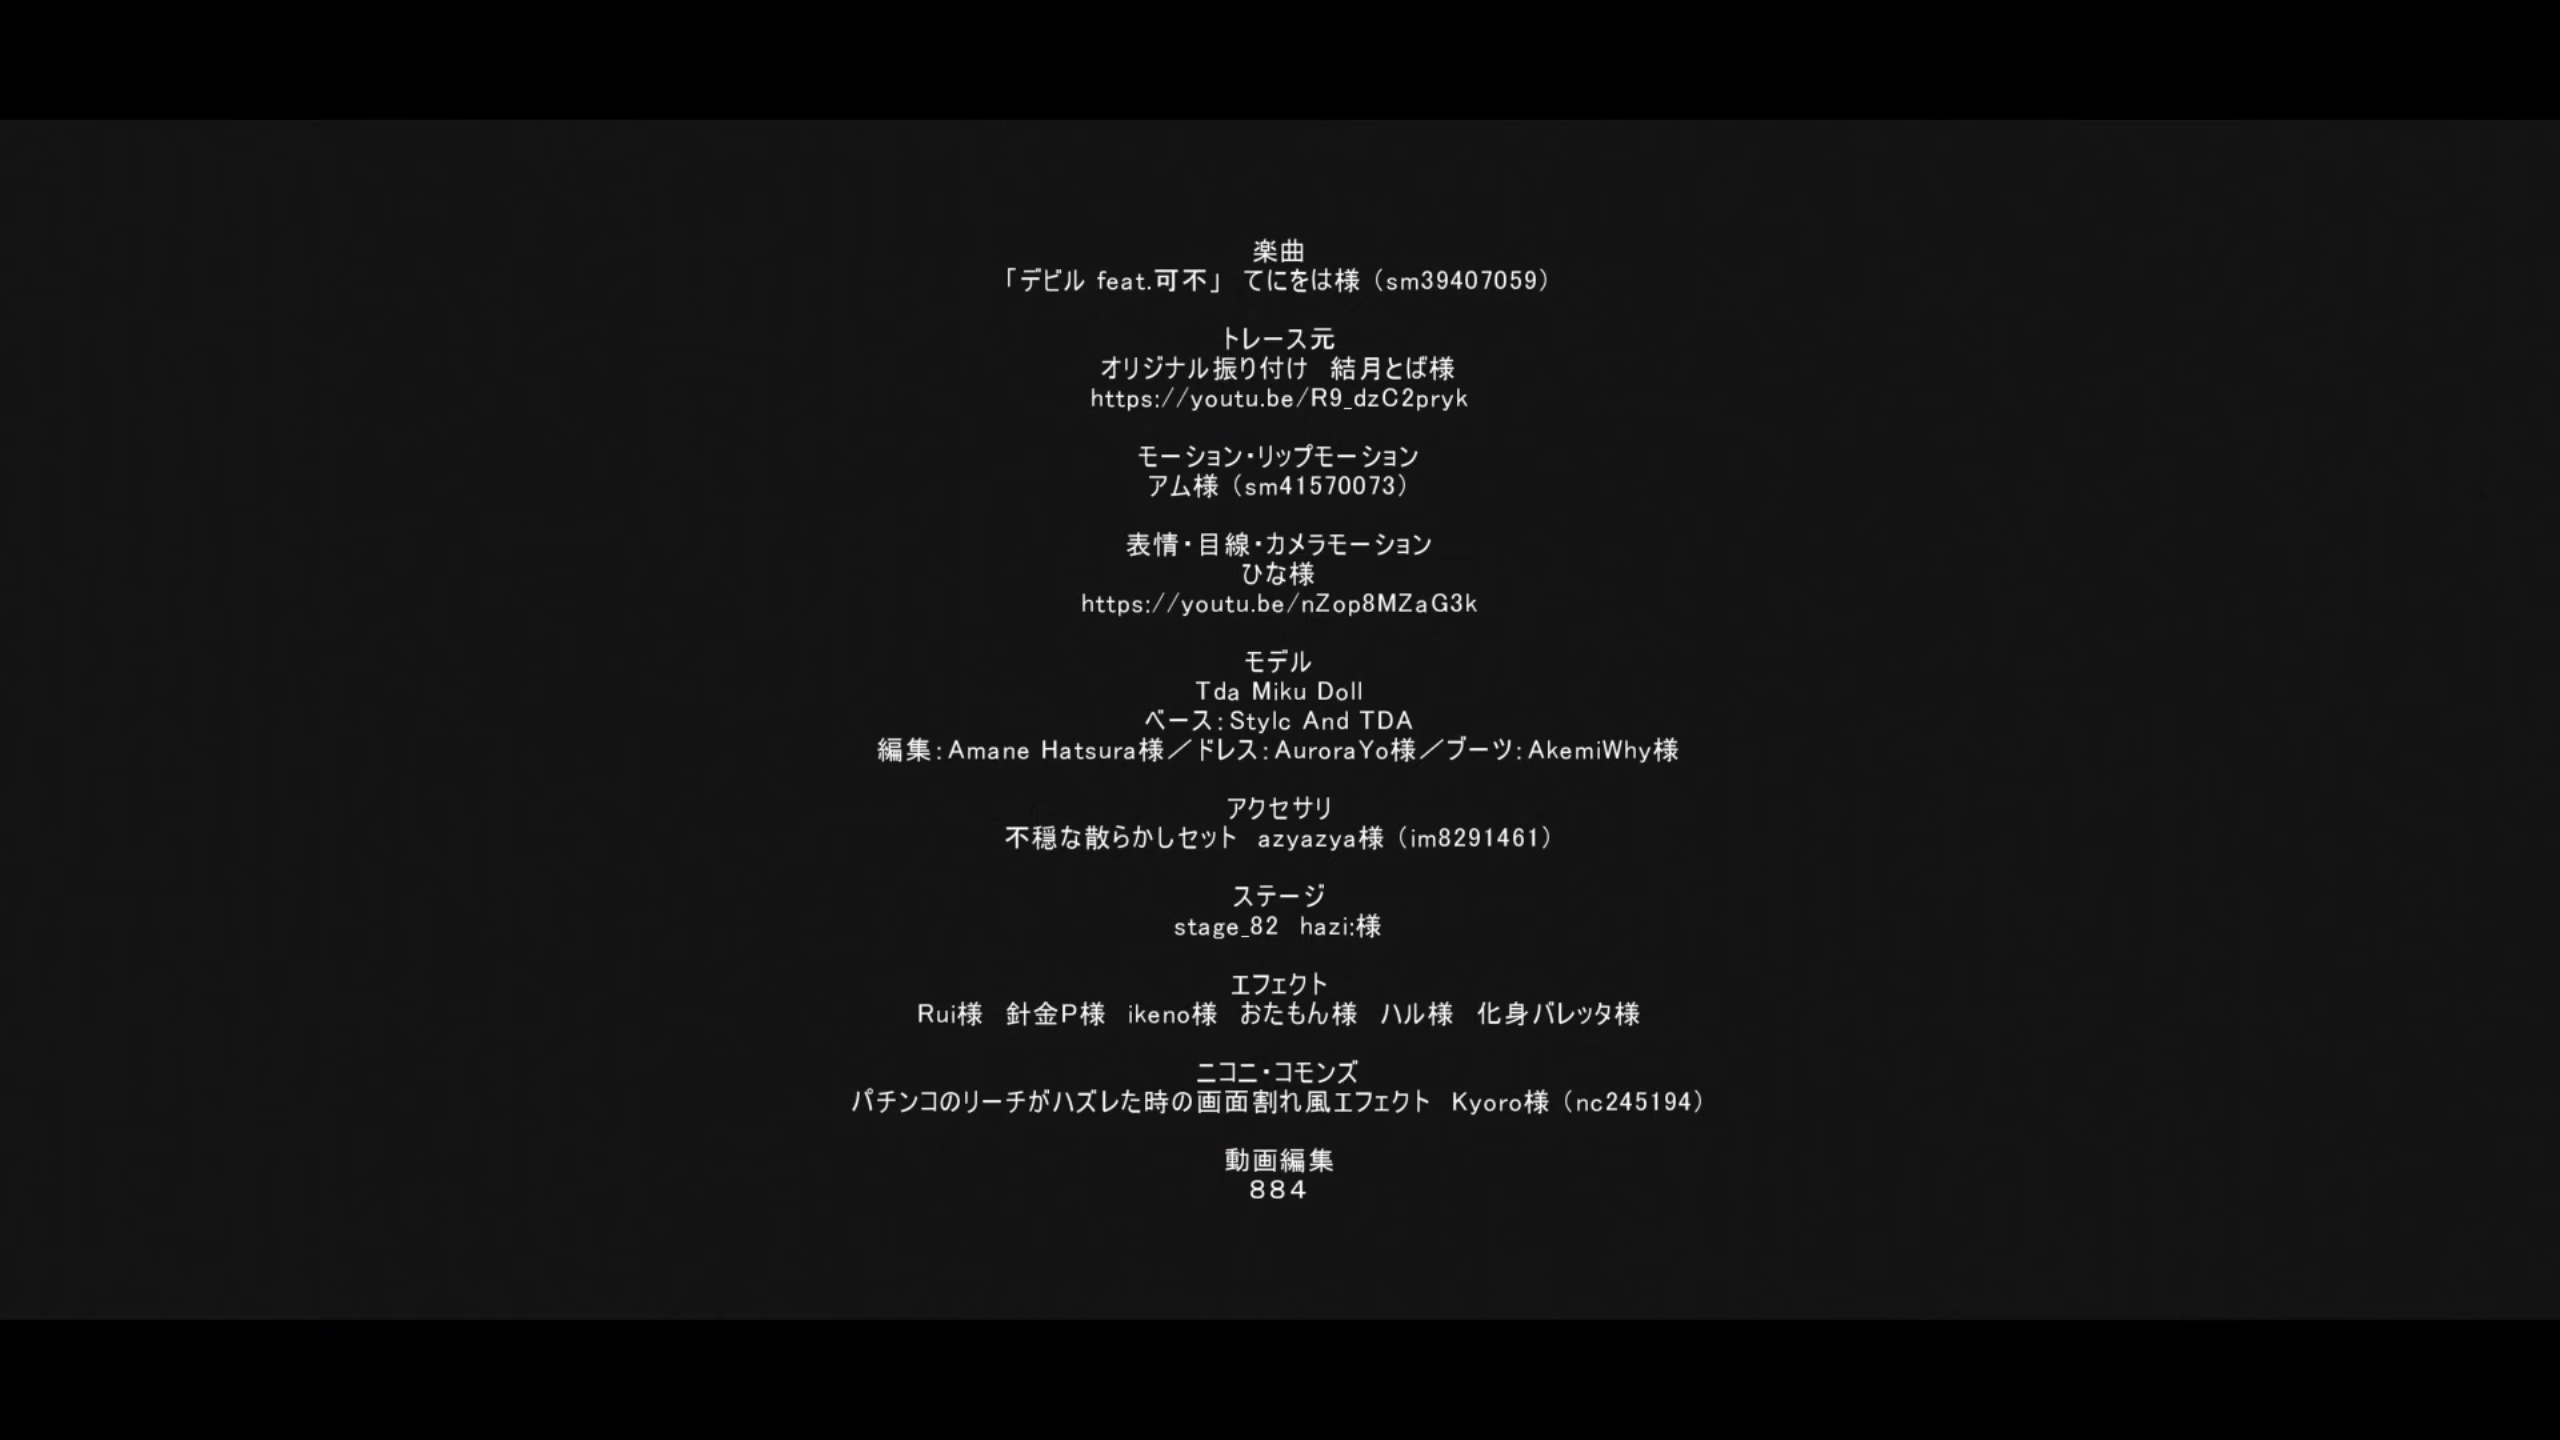 楽曲
「デビル feat.可不」　てにをは様（sm39407059）
トレース元
オリジナル振り付け　結月とば様
https://youtu.be/R9_dzC2pryk
モーション・リップモーション
アム様（sm41570073）
表情・目線・カメラモーション
ひな様
https://youtu.be/nZop8MZaG3k
モデル
Tda Miku Doll
ベース：Stylc And TDA
編集：Amane Hatsura様／ドレス：AuroraYo様／ブーツ：AkemiWhy様
アクセサリ
不穏な散らかしセット　azyazya様（im8291461）
ステージ
stage_82　hazi:様
エフェクト
Rui様　針金P様　ikeno様　おたもん様　ハル様　化身バレッタ様
ニコニ・コモンズ
パチンコのリーチがハズレた時の画面割れ風エフェクト　Kyoro様（nc245194）
動画編集
８８４